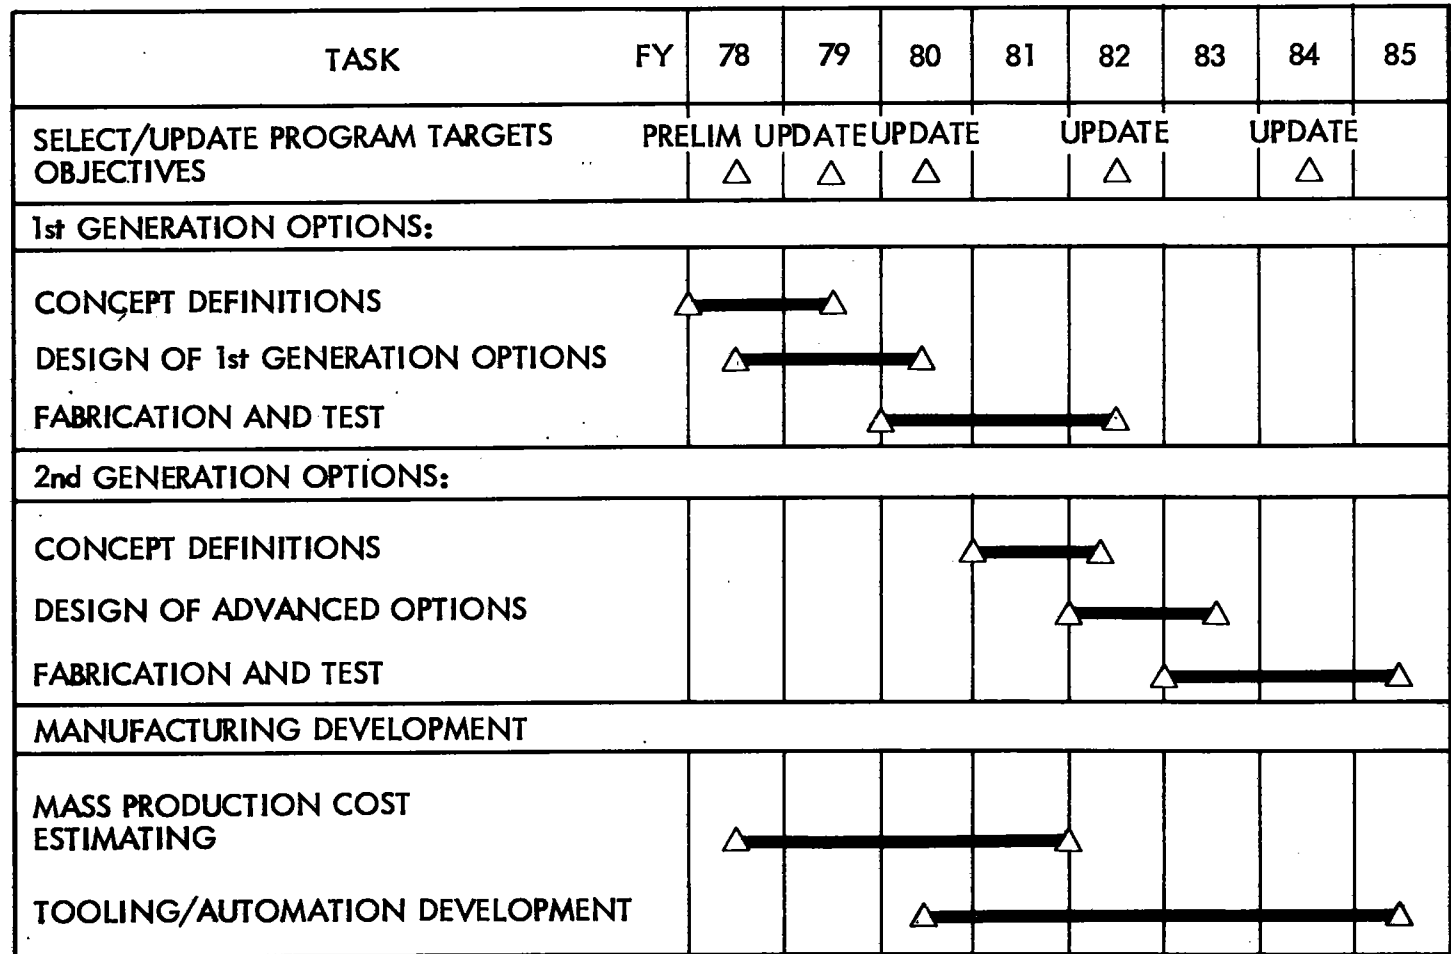 TASK FY 78 79 80 81 82 83 84 85
SELECT/UPDATE PROGRAM TARGETS PRELIM UPDATE UPDATE UPDATE UPDATE
OBJECTIVES
1st GENERATION OPTIONS:
CONCEPT DEFINITIONS
DESIGN OF 1st GENERATION OPTIONS
FABRICATION AND TEST
2nd GENERATION OPTIONS:
CONCEPT DEFINITIONS
DESIGN OF ADVANCED OPTIONS
FABRICATION AND TEST
MANUFACTURING DEVELOPMENT
MASS PRODUCTION COST
ESTIMATING
TOOLING/AUTOMATION DEVELOPMENT